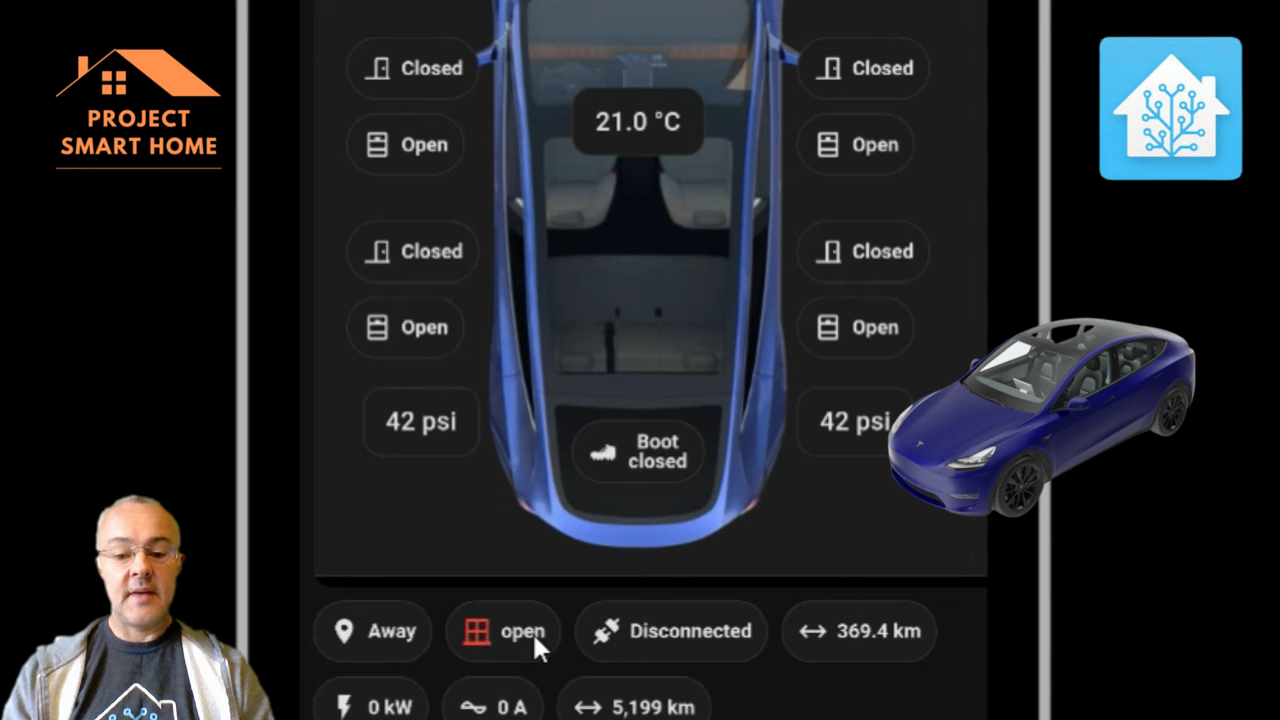 PROJECT
SMART HOME
Closed
Closed
21.0 °C
Open
Open
Closed
Closed
Open
Open
42 psi
42 psi
Boot
closed
Away
open
Disconnected
369.4 km
0 kW
0 A
5,199 km